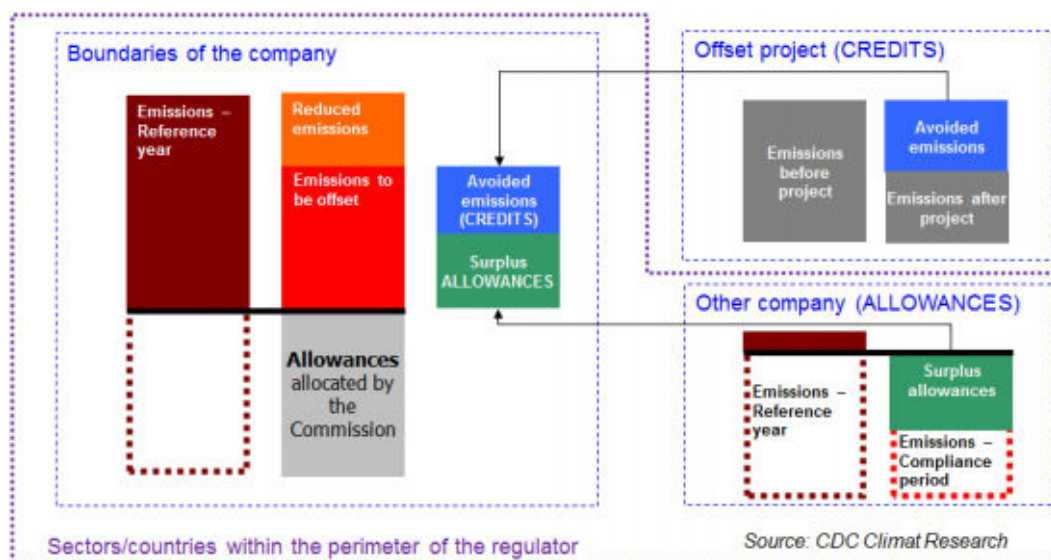 Boundaries of the company
Emissions –
Reference
year
Reduced
emissions
Emissions to
be offset
Avoided
emissions
(CREDITS)
Surplus
ALLOWANCES
Allowances
allocated by
the
Commission
Offset project (CREDITS)
Emissions
before
project
Avoided
emissions
Emissions after
project
Other company (ALLOWANCES)
Emissions –
Reference
year
Surplus
allowances
Emissions –
Compliance
period
Sectors/countries within the perimeter of the regulator
Source: CDC Climat Research